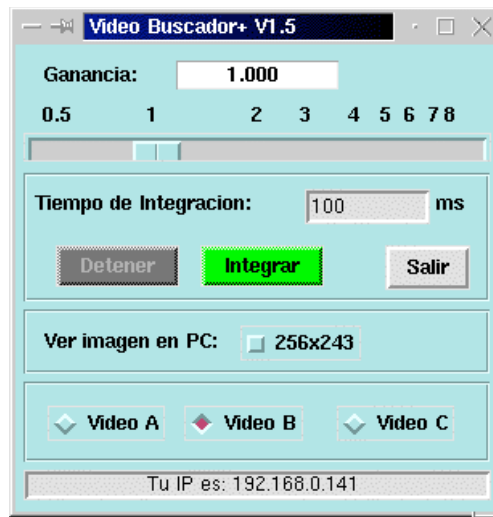 Video Buscador+ V1.5
Ganancia: 1.000
0.5 1 2 3 4 5 6 7 8
Tiempo de Integracion: 100 ms
Detener Integrar Salir
Ver imagen en PC: 256x243
Video A Video B Video C
Tu IP es: 192.168.0.141